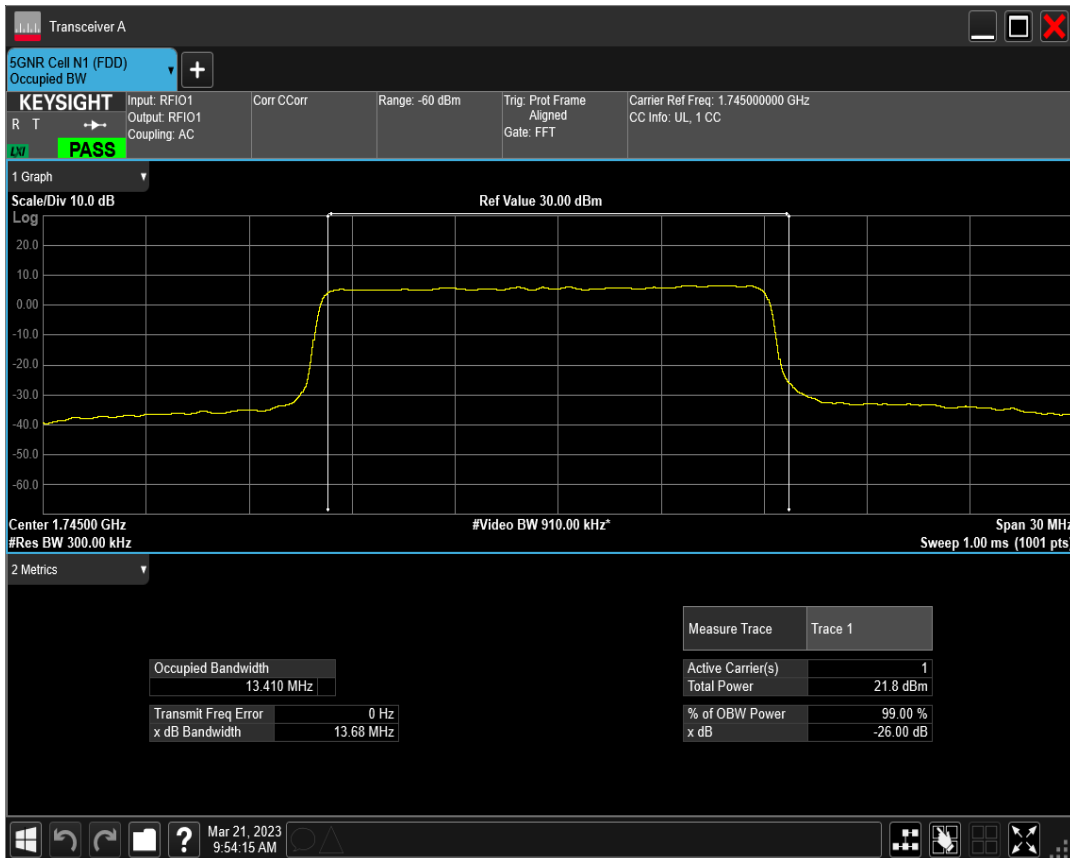 Transceiver A
5GNR Cell N1 (FDD)
Occupied BW
KEYSIGHT
R T
LXI
PASS
Input: RFIO1
Output: RFIO1
Coupling: AC
Corr CCorr
Range: -60 dBm
Trig: Prot Frame
Aligned
Gate: FFT
Carrier Ref Freq: 1.745000000 GHz
CC Info: UL, 1 CC
1 Graph
Scale/Div 10.0 dB
Ref Value 30.00 dBm
Log
20.0
10.0
0.00
-10.0
-20.0
-30.0
-40.0
-50.0
-60.0
Center 1.74500 GHz
#Video BW 910.00 kHz*
Span 30 MHz
#Res BW 300.00 kHz
Sweep 1.00 ms (1001 pts)
2 Metrics
Measure Trace Trace 1
Occupied Bandwidth
13.410 MHz
Active Carrier(s) 1
Total Power 21.8 dBm
Transmit Freq Error 0 Hz
x dB Bandwidth 13.68 MHz
% of OBW Power 99.00 %
x dB -26.00 dB
?
Mar 21, 2023
9:54:15 AM